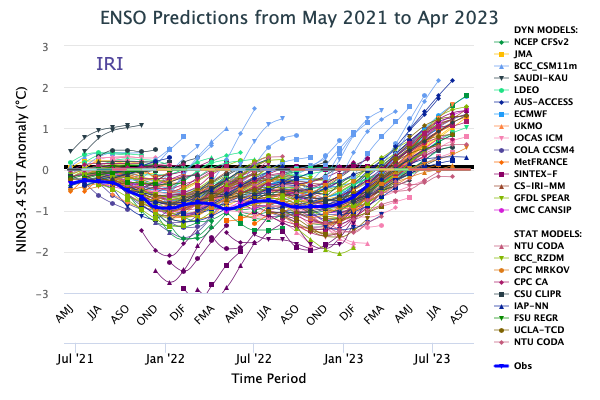 ENSO Predictions from May 2021 to Apr 2023
IRI
NINO3.4 SST Anomaly (°C)
3
2
1
0
-1
-2
-3
AMJ
JJA
ASO
OND
DJF
FMA
AMJ
JJA
ASO
OND
DJF
FMA
AMJ
JJA
ASO
Jul '21
Jan '22
Jul '22
Jan '23
Jul '23
Time Period
DYN MODELS:
NCEP CFSv2
JMA
BCC_CSM11m
SAUDI-KAU
LDEO
AUS-ACCESS
ECMWF
UKMO
IOCAS ICM
COLA CCSM4
MetFRANCE
SINTEX-F
CS-IRI-MM
GFDL SPEAR
CMC CANSIP
STAT MODELS:
NTU CODA
BCC_RZDM
CPC MRKOV
CPC CA
CSU CLIPR
IAP-NN
FSU REGR
UCLA-TCD
NTU CODA
Obs